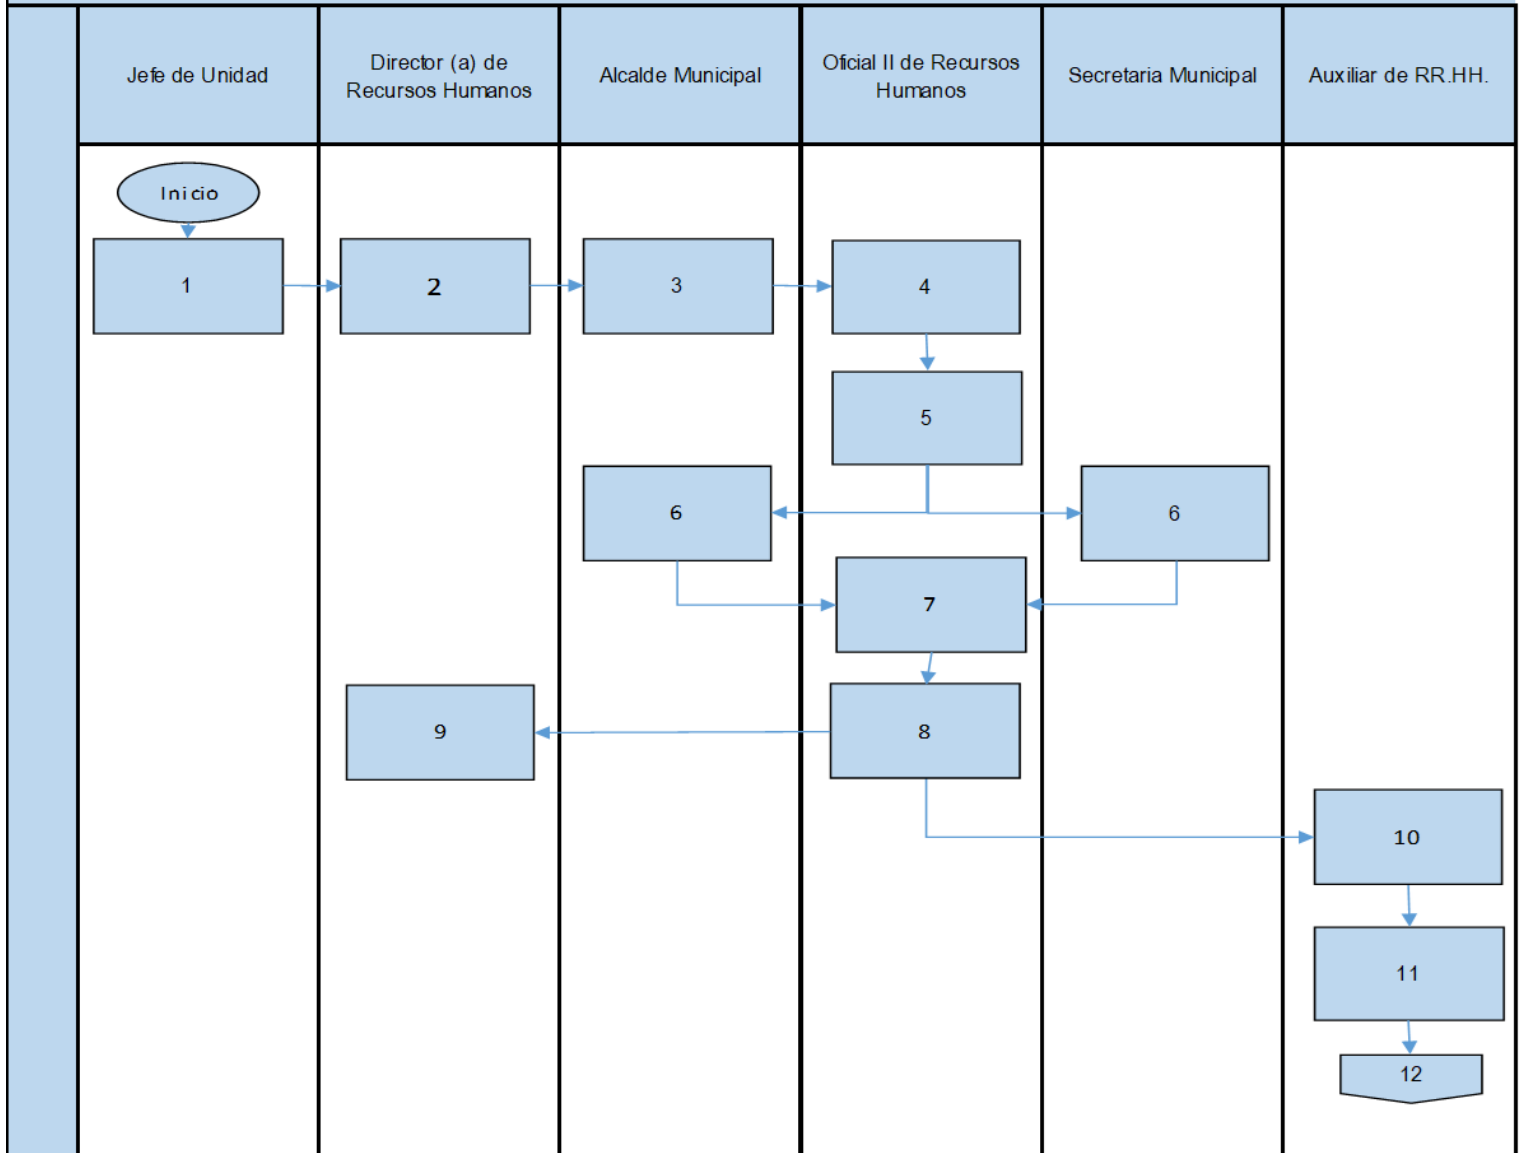 Jefe de Unidad
Director (a) de
Recursos Humanos
Alcalde Municipal
Oficial II de Recursos
Humanos
Secretaria Municipal
Auxiliar de RR.HH.
Inicio
1
2
3
4
5
6
6
7
9
8
10
11
12